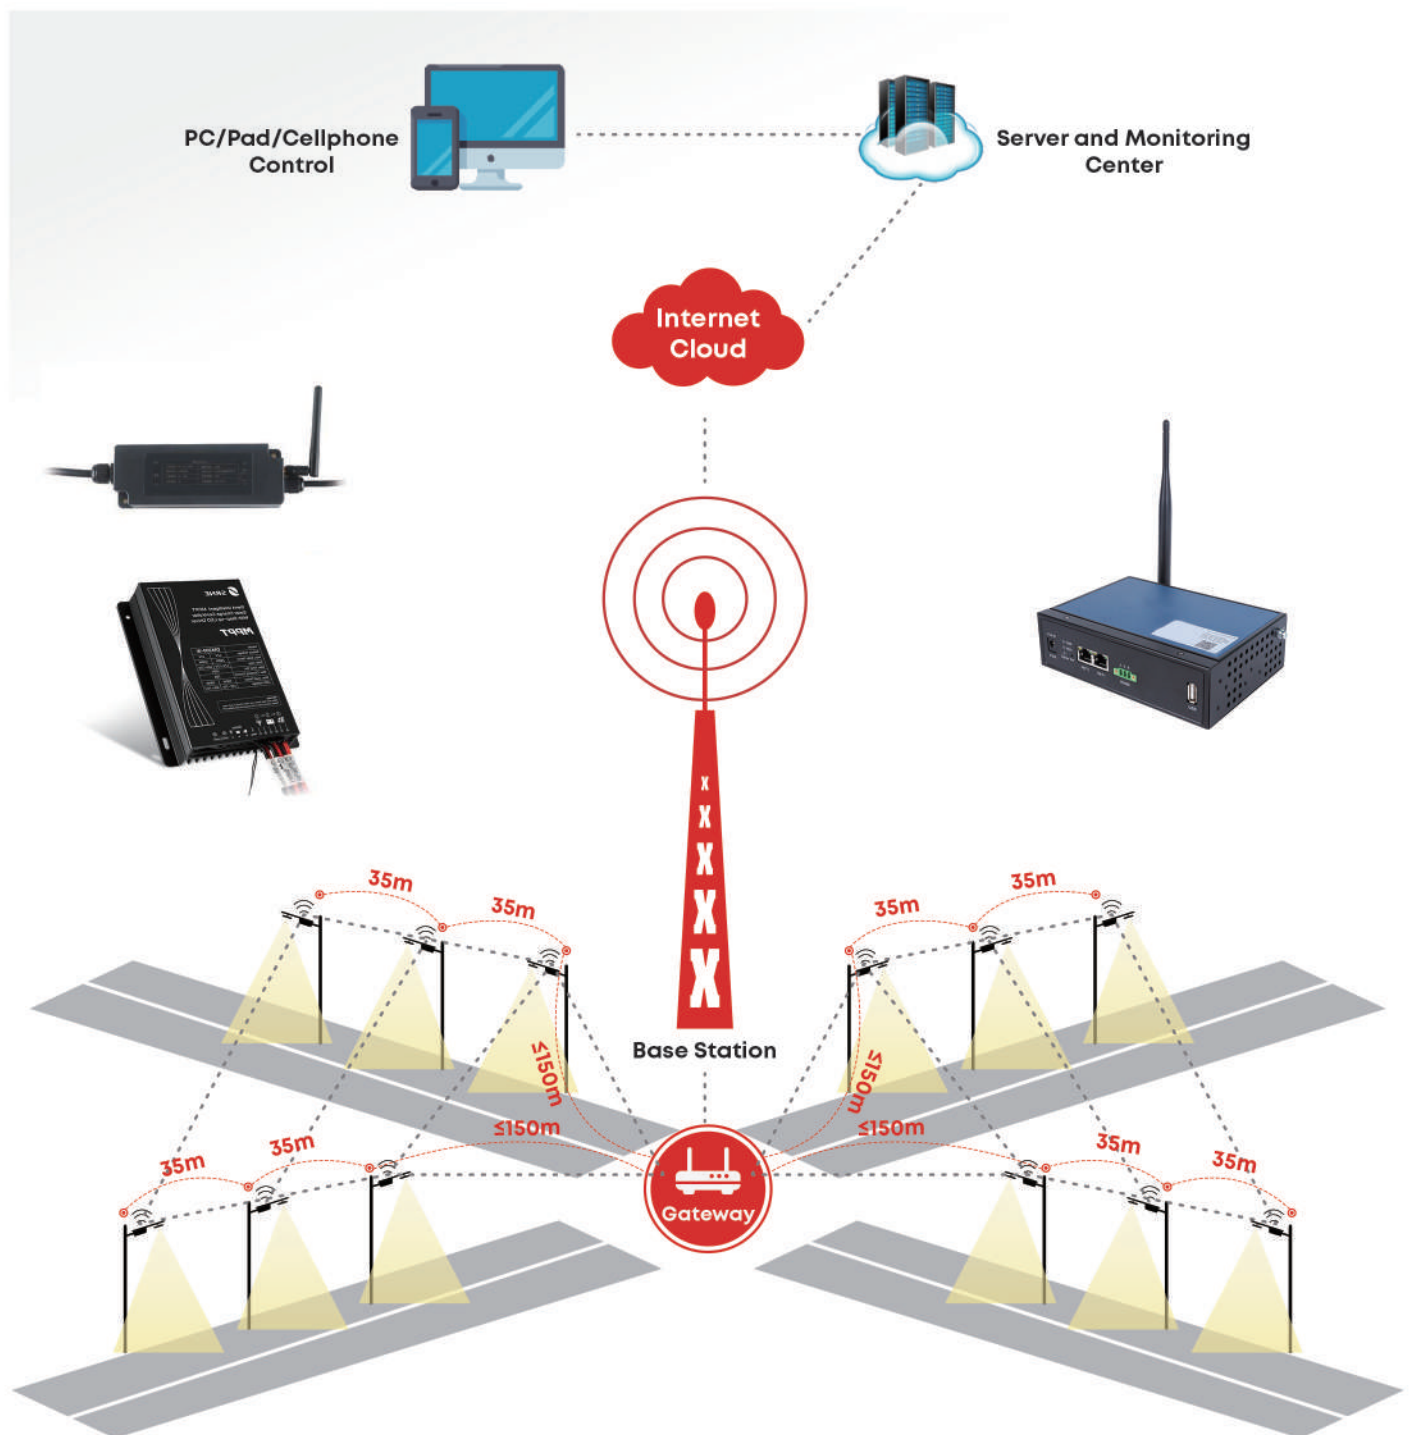 PC/Pad/Cellphone
Control
Server and Monitoring
Center
Internet
Cloud
SRNE
MPPT
35m
35m
35m
35m
Base Station
≤150m
≤150m
≤150m
≤150m
35m
35m
35m
35m
Gateway